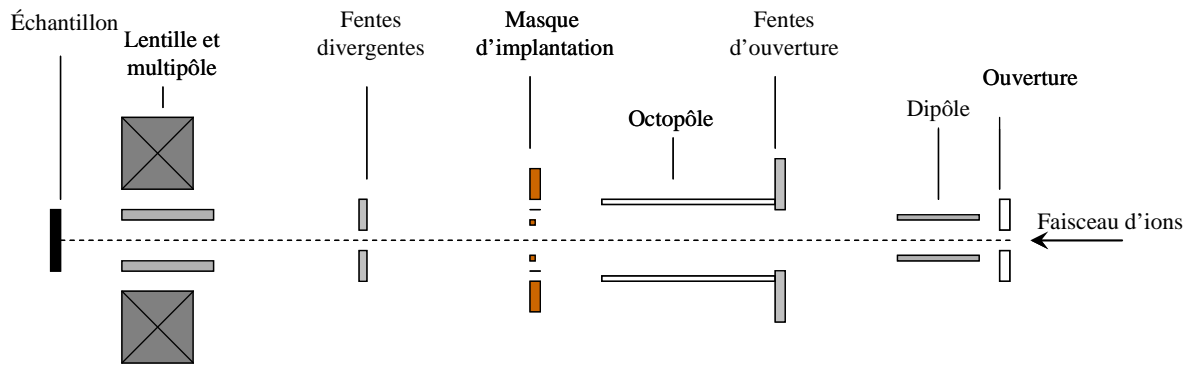 Échantillon
Lentille et
multipôle
Fentes
divergentes
Masque
d'implantation
Octopôle
Fentes
d'ouverture
Dipôle
Ouverture
Faisceau d'ions